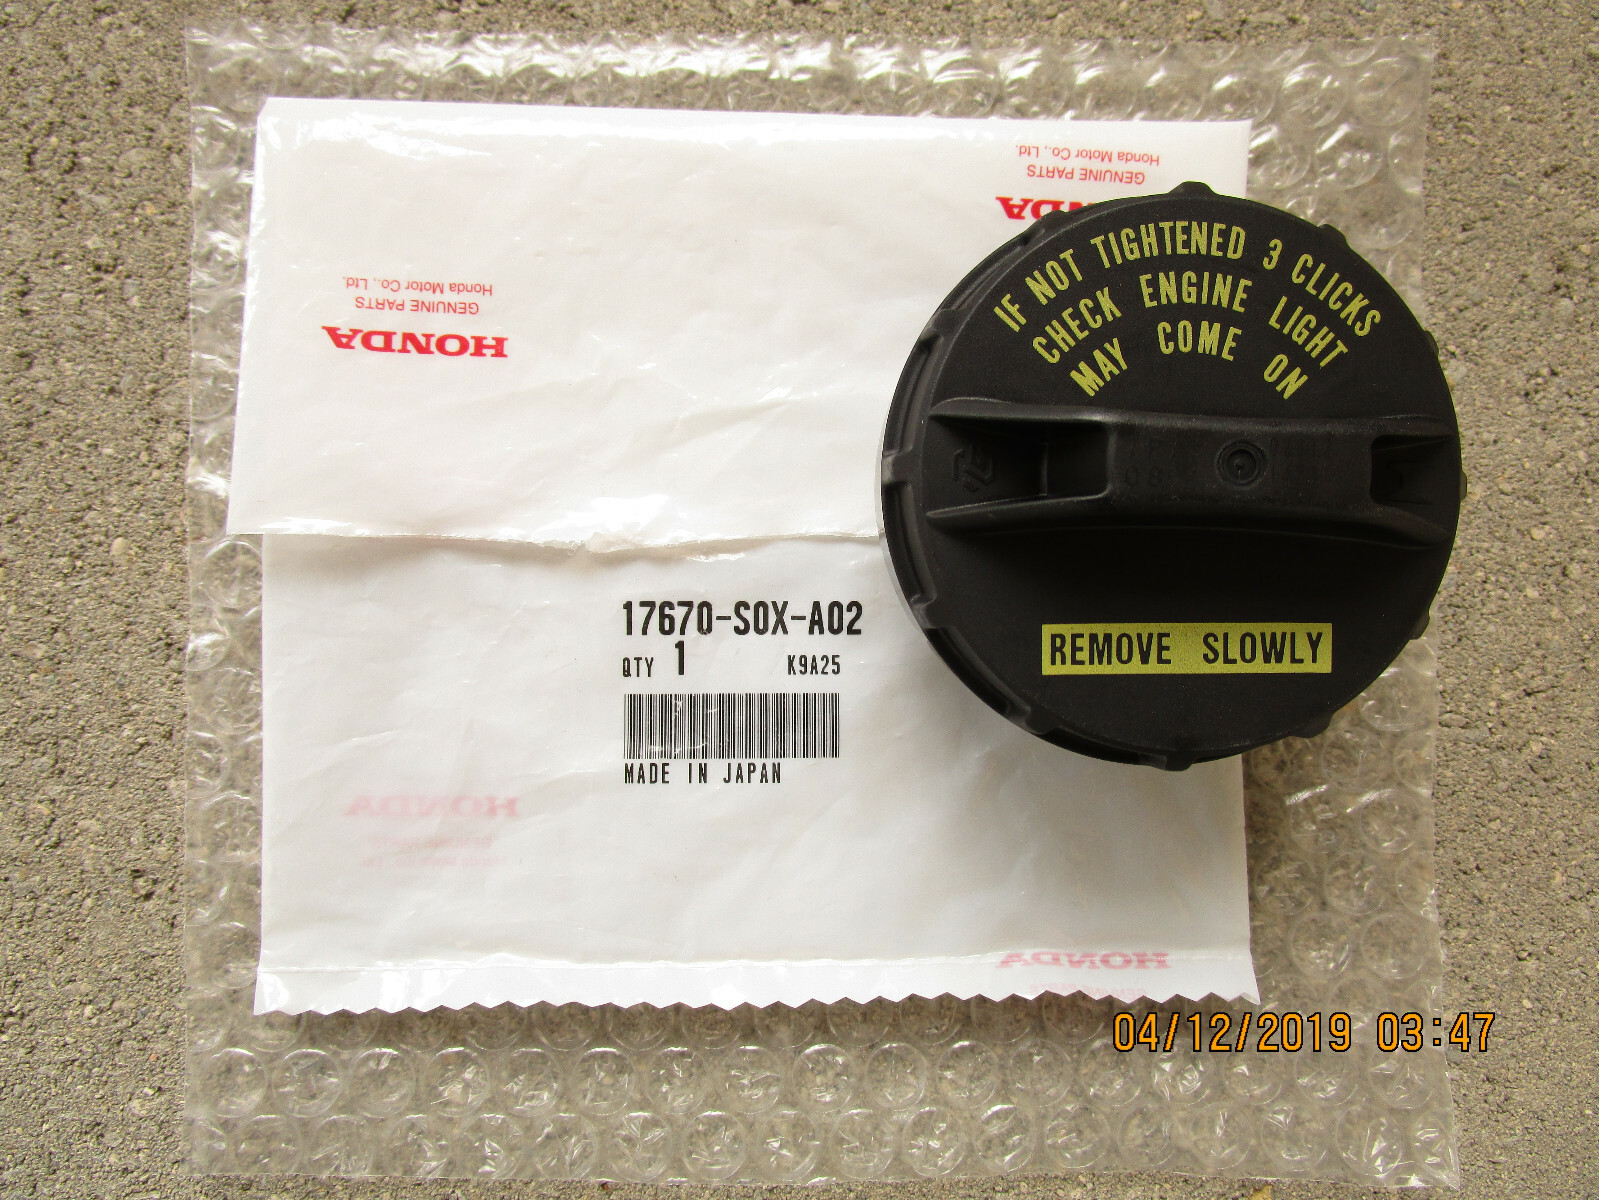 Honda Motor Co., Ltd.
GENUINE PARTS
HONDA
Honda Motor Co., Ltd.
GENUINE PARTS
HONDA
IF NOT TIGHTENED 3 CLICKS
CHECK ENGINE LIGHT
MAY COME ON
REMOVE SLOWLY
17670-S0X-A02
QTY 1 K9A25
MADE IN JAPAN
HONDA
HONDA
04/12/2019 03:47